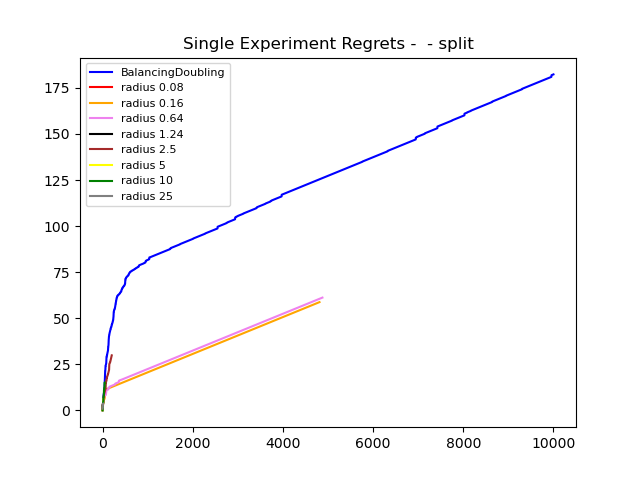 Single Experiment Regrets -  - split
BalancingDoubling
radius 0.08
radius 0.16
radius 0.64
radius 1.24
radius 2.5
radius 5
radius 10
radius 25
175
150
125
100
75
50
25
0
0 2000 4000 6000 8000 10000